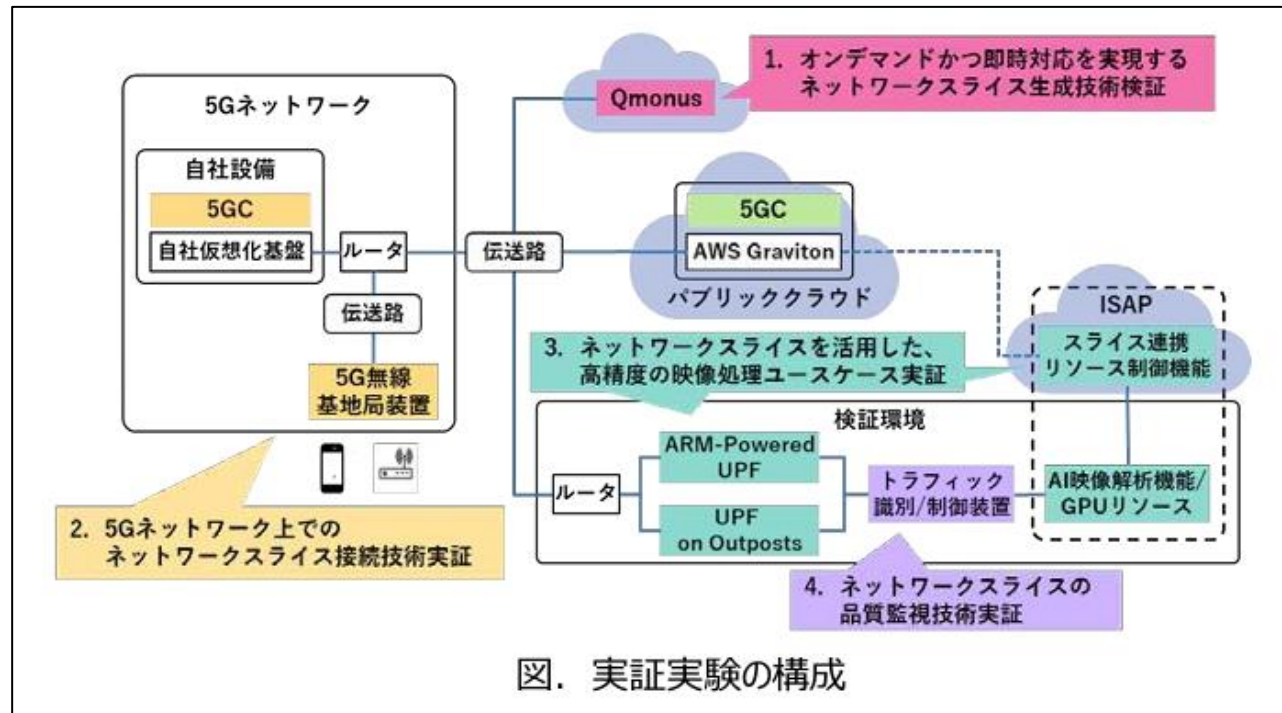 1. オンデマンドかつ即時対応を実現する
ネットワークスライス生成技術検証
Qmonus
5Gネットワーク
自社設備
5GC
自社仮想化基盤
ルータ
伝送路
5G無線
基地局装置
伝送路
5GC
AWS Graviton
パブリッククラウド
ISAP
スライス連携
リソース制御機能
3. ネットワークスライスを活用した、
高精度の映像処理ユースケース実証
検証環境
ルータ
ARM-Powered
UPF
UPF
on Outposts
トラフィック
識別/制御装置
AI映像解析機能/
GPUリソース
2. 5Gネットワーク上での
ネットワークスライス接続技術実証
4. ネットワークスライスの
品質監視技術実証
図. 実証実験の構成